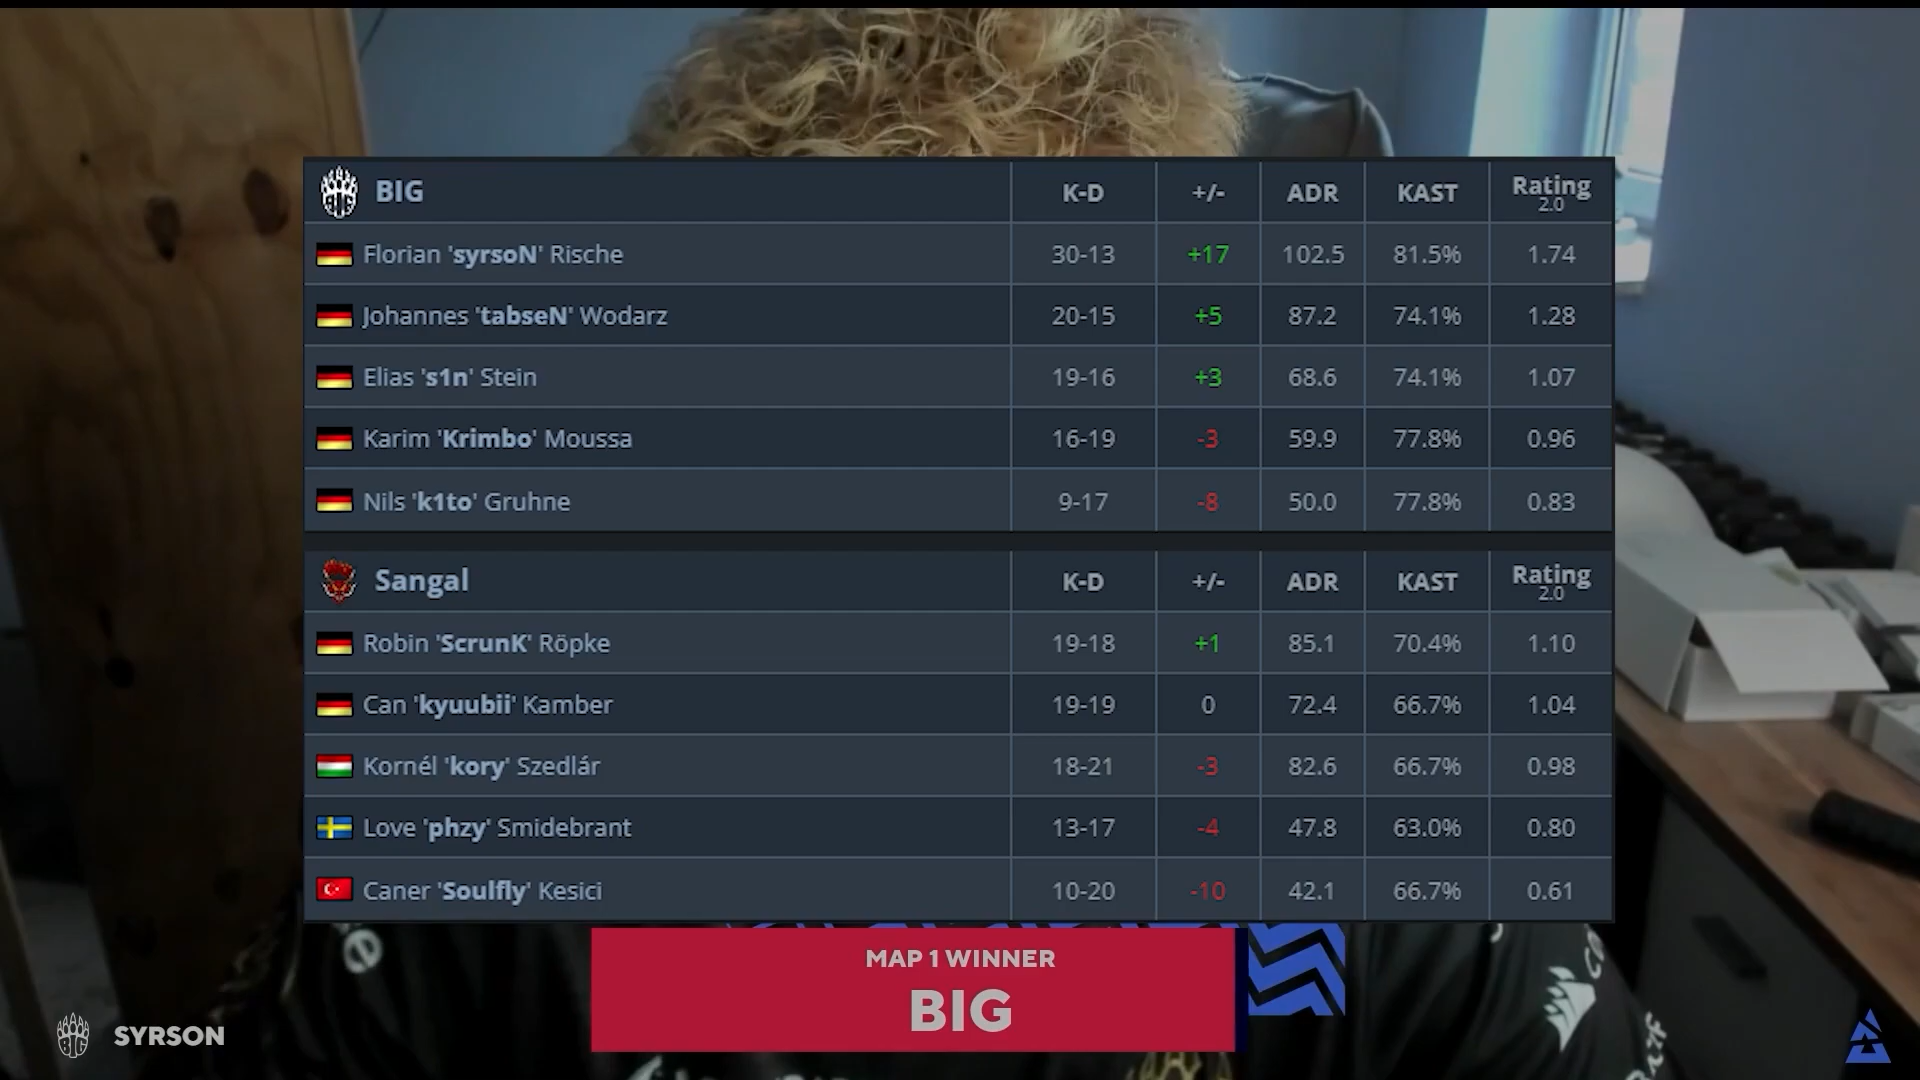 BIG K-D +/- ADR KAST Rating 2.0
Florian 'syrsoN' Rische 30-13 +17 102.5 81.5% 1.74
Johannes 'tabseN' Wodarz 20-15 +5 87.2 74.1% 1.28
Elias 's1n' Stein 19-16 +3 68.6 74.1% 1.07
Karim 'Krimbo' Moussa 16-19 -3 59.9 77.8% 0.96
Nils 'k1to' Gruhne 9-17 -8 50.0 77.8% 0.83
Sangal K-D +/- ADR KAST Rating 2.0
Robin 'ScrunK' Röpke 19-18 +1 85.1 70.4% 1.10
Can 'kyuubii' Kamber 19-19 0 72.4 66.7% 1.04
Kornél 'kory' Szedlár 18-21 -3 82.6 66.7% 0.98
Love 'phzy' Smidebrant 13-17 -4 47.8 63.0% 0.80
Caner 'Soulfly' Kesici 10-20 -10 42.1 66.7% 0.61
MAP 1 WINNER
BIG
BIG SYRSON